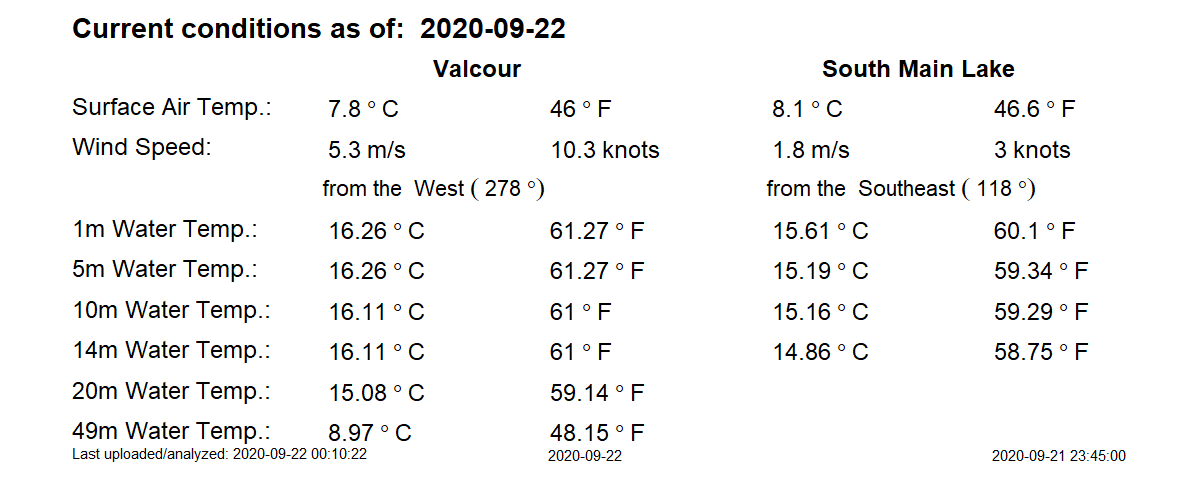 Current conditions as of: 2020-09-22
Valcour South Main Lake
Surface Air Temp.: 7.8 ° C 46 ° F 8.1 ° C 46.6 ° F
Wind Speed: 5.3 m/s 10.3 knots 1.8 m/s 3 knots
from the West ( 278 °) from the Southeast ( 118 °)
1m Water Temp.: 16.26 ° C 61.27 ° F 15.61 ° C 60.1 ° F
5m Water Temp.: 16.26 ° C 61.27 ° F 15.19 ° C 59.34 ° F
10m Water Temp.: 16.11 ° C 61 ° F 15.16 ° C 59.29 ° F
14m Water Temp.: 16.11 ° C 61 ° F 14.86 ° C 58.75 ° F
20m Water Temp.: 15.08 ° C 59.14 ° F
49m Water Temp.: 8.97 ° C 48.15 ° F
Last uploaded/analyzed: 2020-09-22 00:10:22 2020-09-22 2020-09-21 23:45:00